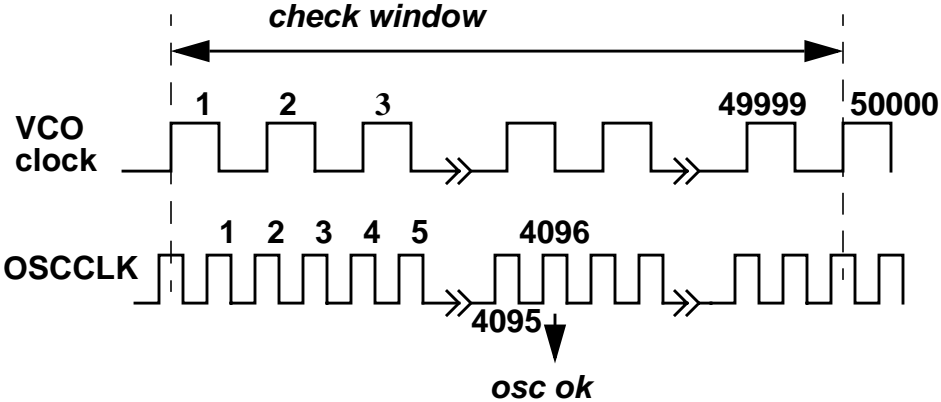 check window
1 2 3 49999 50000
VCO
clock
1 2 3 4 5 4096
OSCCLK
4095
osc ok